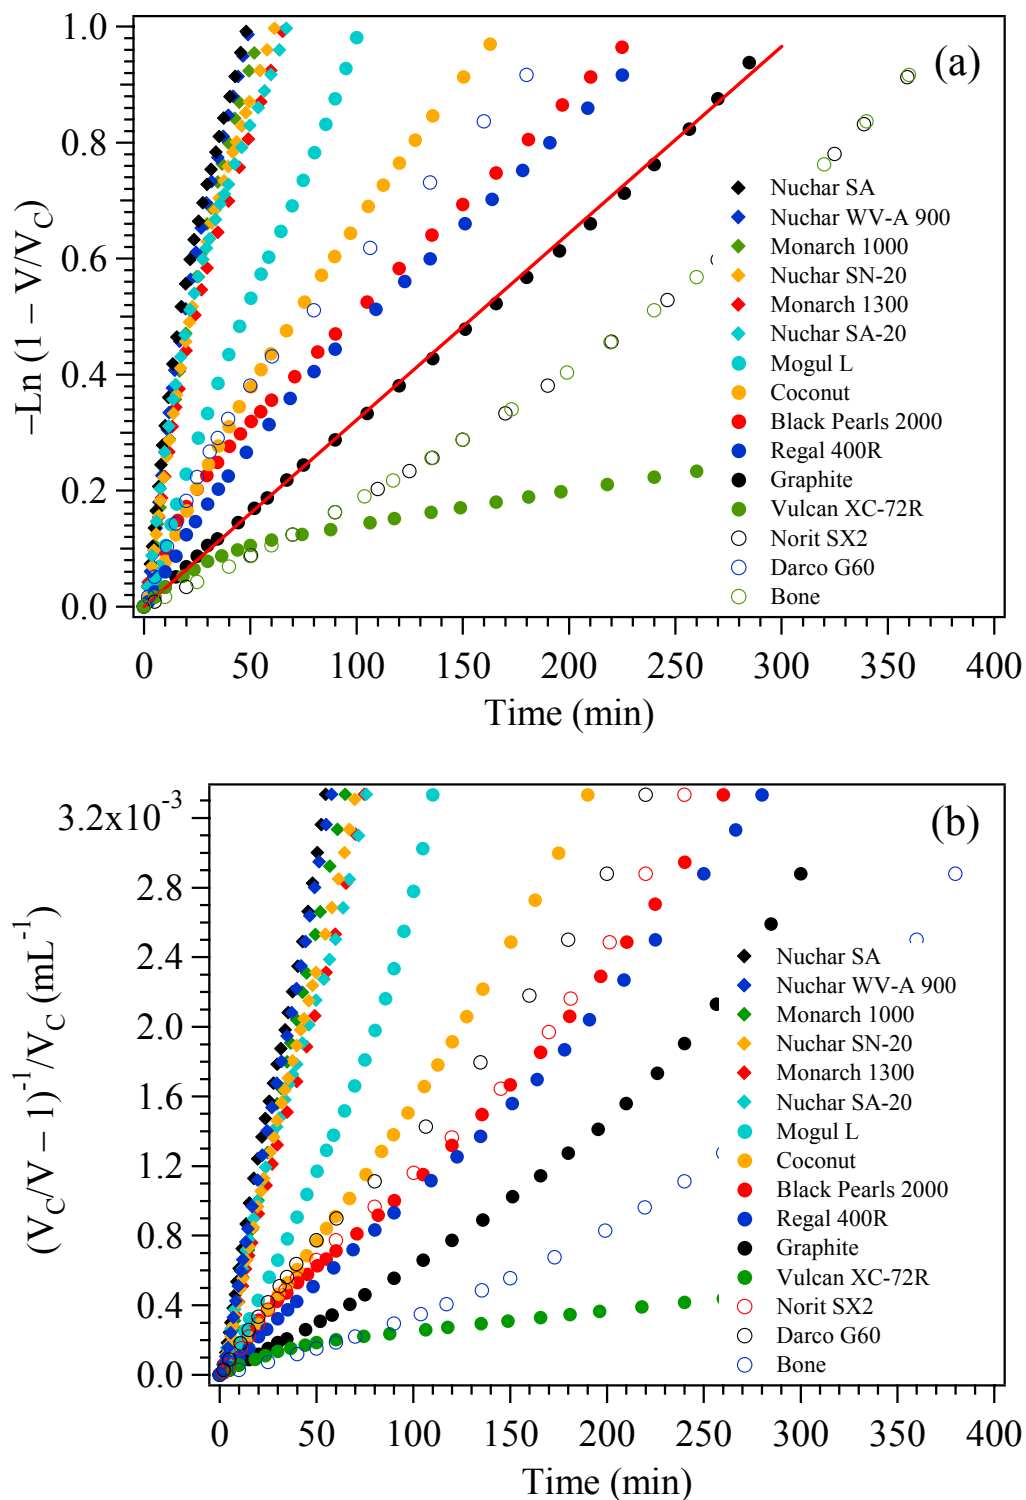 (a)
1.0
0.8
0.6
0.4
0.2
0.0
−Ln (1 − V/V_C)
Nuchar SA
Nuchar WV-A 900
Monarch 1000
Nuchar SN-20
Monarch 1300
Nuchar SA-20
Mogul L
Coconut
Black Pearls 2000
Regal 400R
Graphite
Vulcan XC-72R
Norit SX2
Darco G60
Bone
0 50 100 150 200 250 300 350 400
Time (min)
(b)
3.2x10⁻³
2.8
2.4
2.0
1.6
1.2
0.8
0.4
0.0
(V_C/V − 1)⁻¹/V_C (mL⁻¹)
Nuchar SA
Nuchar WV-A 900
Monarch 1000
Nuchar SN-20
Monarch 1300
Nuchar SA-20
Mogul L
Coconut
Black Pearls 2000
Regal 400R
Graphite
Vulcan XC-72R
Norit SX2
Darco G60
Bone
0 50 100 150 200 250 300 350 400
Time (min)